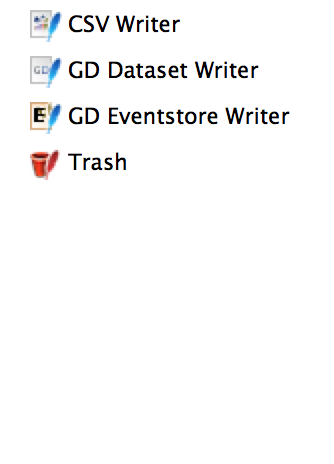 CSV Writer
GD Dataset Writer
GD Eventstore Writer
Trash